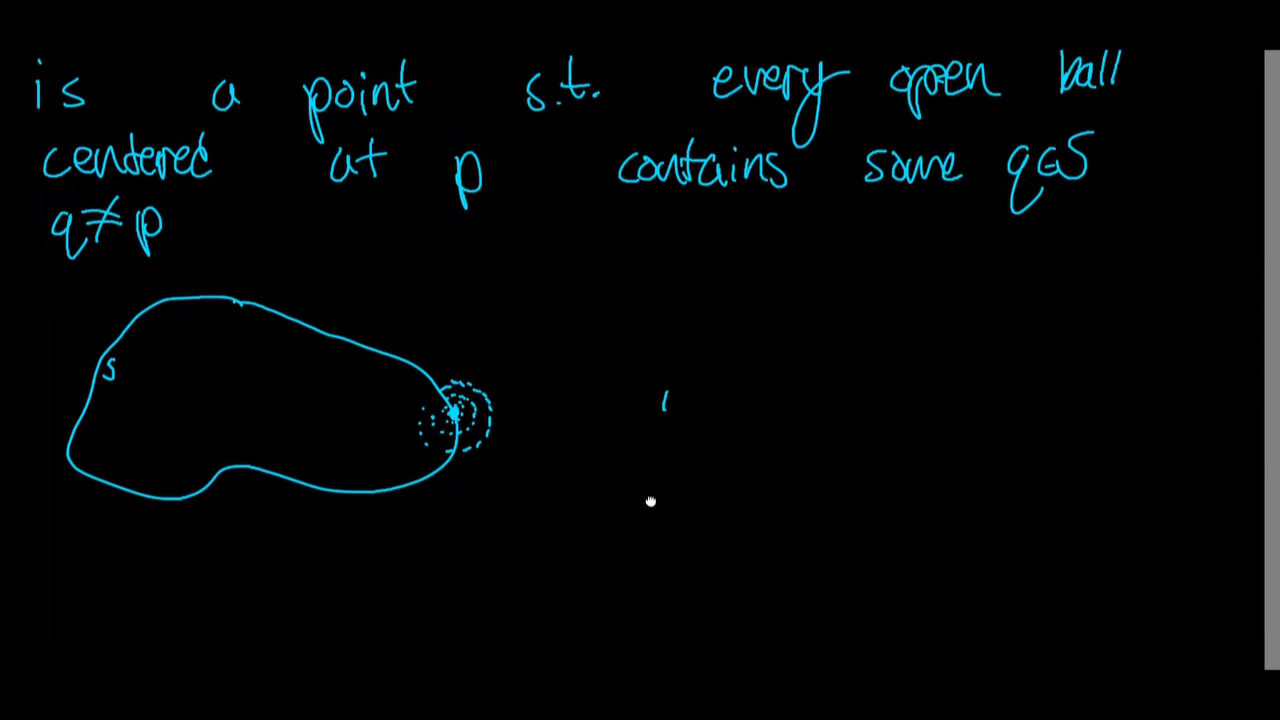 is a point s.t. every open ball
centered at p contains some q∈S
q≠p
S